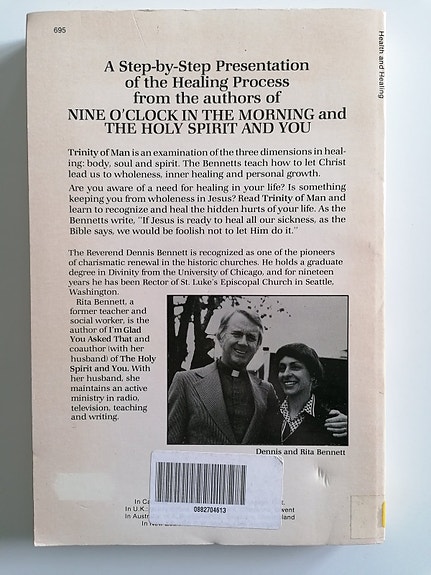 695
Health and Healing
A Step-by-Step Presentation
of the Healing Process
from the authors of
NINE O'CLOCK IN THE MORNING and
THE HOLY SPIRIT AND YOU
Trinity of Man is an examination of the three dimensions in heal-
ing: body, soul and spirit. The Bennetts teach how to let Christ
lead us to wholeness, inner healing and personal growth.
Are you aware of a need for healing in your life? Is something
keeping you from wholeness in Jesus? Read Trinity of Man and
learn to recognize and heal the hidden hurts of your life. As the
Bennetts write, "If Jesus is ready to heal all our sickness, as the
Bible says, we would be foolish not to let Him do it."
The Reverend Dennis Bennett is recognized as one of the pioneers
of charismatic renewal in the historic churches. He holds a graduate
degree in Divinity from the University of Chicago, and for nineteen
years he has been Rector of St. Luke's Episcopal Church in Seattle,
Washington.
Rita Bennett, a
former teacher and
social worker, is the
author of I'm Glad
You Asked That and
coauthor (with her
husband) of The Holy
Spirit and You. With
her husband, she
maintains an active
ministry in radio,
television, teaching
and writing.
Dennis and Rita Bennett
In
In U.K.:
In
0882704613